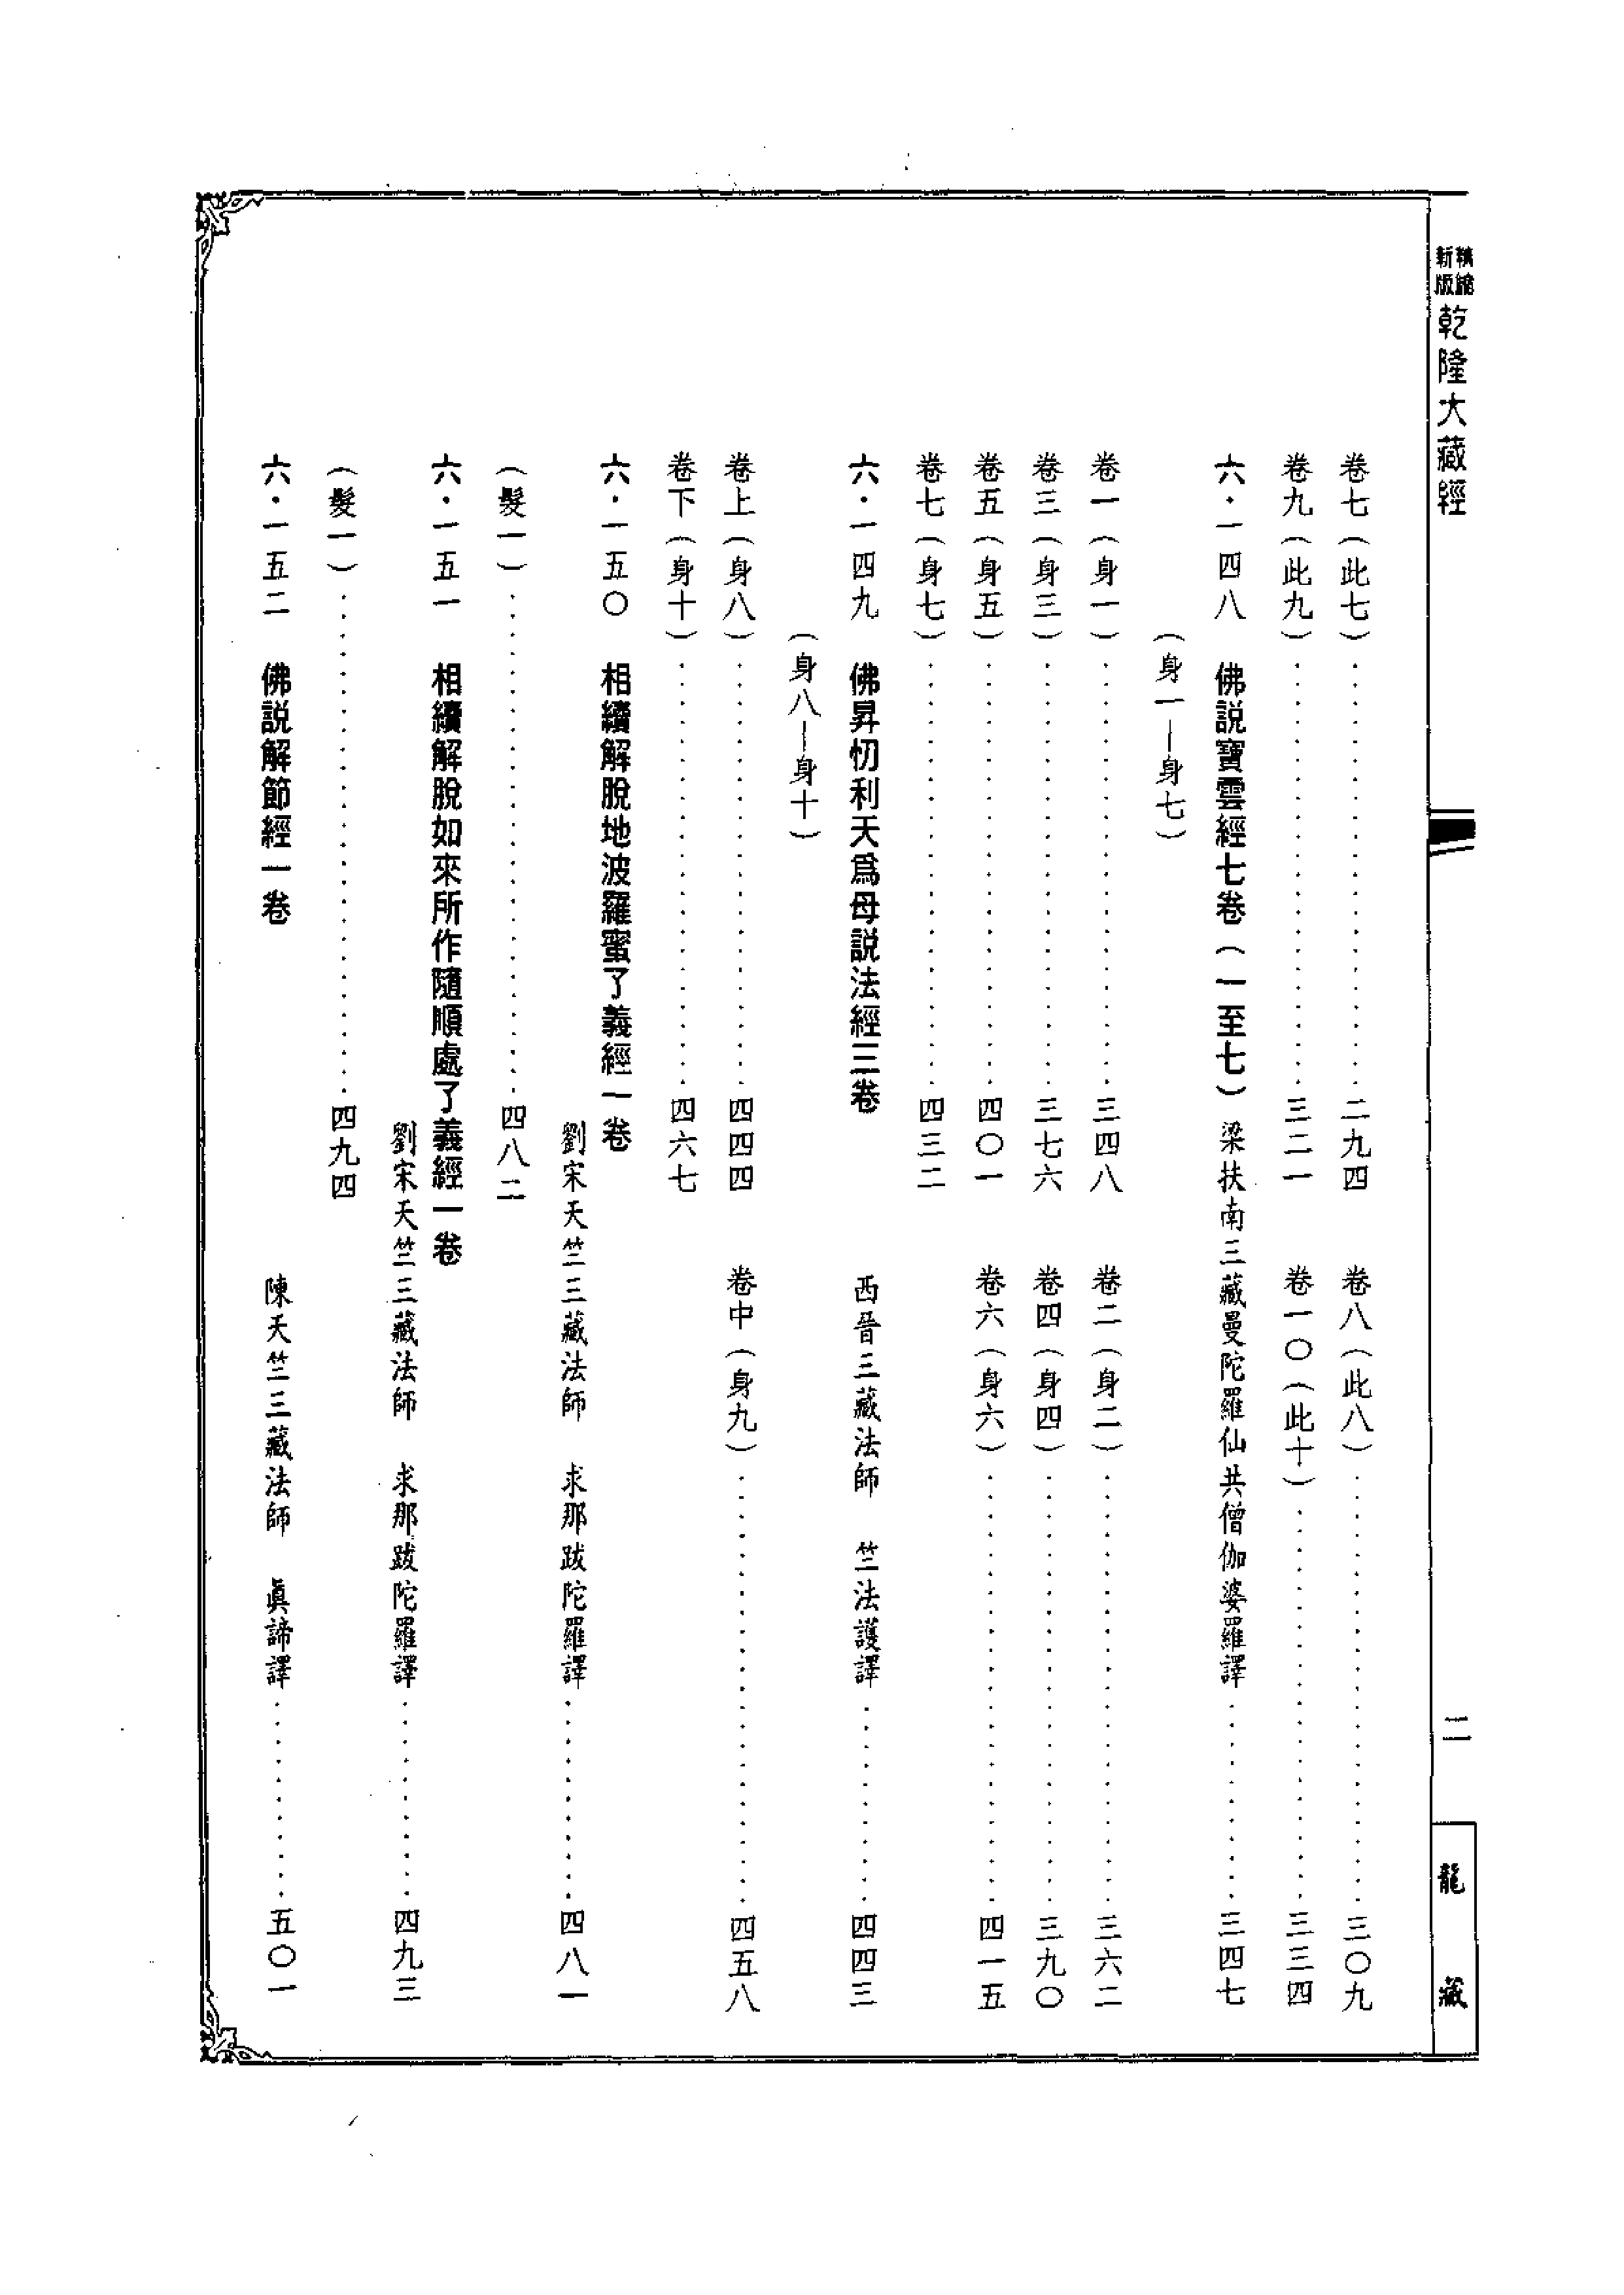 新版 精縮 乾隆大藏經
二
龍藏
卷七(此七)……二九四 卷八(此八)……三〇九
卷九(此九)……三二一 卷一〇(此十)……三三四
六·一四八 佛説寶雲經七卷(一至七) 梁扶南三藏曼陀羅仙共僧伽婆羅譯……三四七
(身一—身七)
卷一(身一)……三四八 卷二(身二)……三六二
卷三(身三)……三七六 卷四(身四)……三九〇
卷五(身五)……四〇一 卷六(身六)……四一五
卷七(身七)……四三二
六·一四九 佛昇忉利天爲母説法經三卷 西晉三藏法師 竺法護譯……四四三
(身八—身十)
卷上(身八)……四四四 卷中(身九)……四五八
卷下(身十)……四六七
六·一五〇 相續解脫地波羅蜜了義經一卷
劉宋天竺三藏法師 求那跋陀羅譯……四八一
(髮一)……四八二
六·一五一 相續解脫如來所作隨順處了義經一卷
劉宋天竺三藏法師 求那跋陀羅譯……四九三
(髮一)……四九四
六·一五二 佛説解節經一卷 陳天竺三藏法師 眞諦譯……五〇一